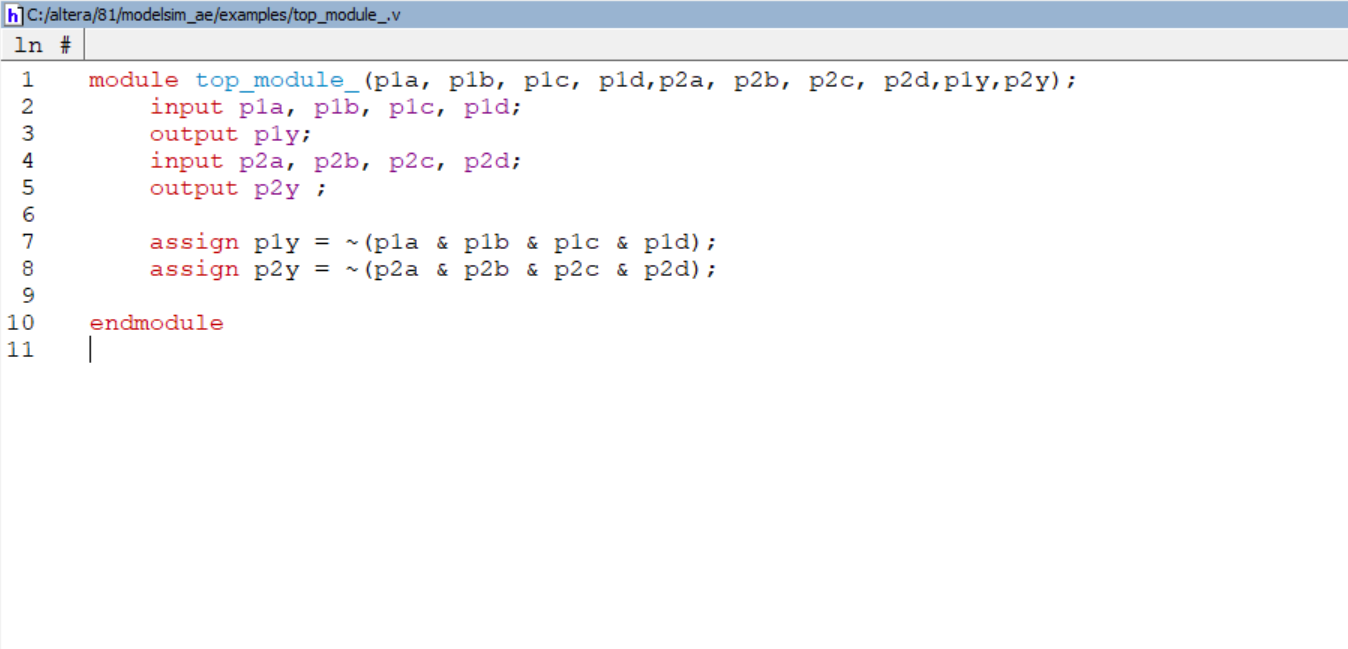 h C:/altera/81/modelsim_ae/examples/top_module_.v
ln #
1 module top_module_(p1a, p1b, p1c, p1d,p2a, p2b, p2c, p2d,p1y,p2y);
2 input p1a, p1b, p1c, p1d;
3 output p1y;
4 input p2a, p2b, p2c, p2d;
5 output p2y ;
6
7 assign p1y = ~(p1a & p1b & p1c & p1d);
8 assign p2y = ~(p2a & p2b & p2c & p2d);
9
10 endmodule
11